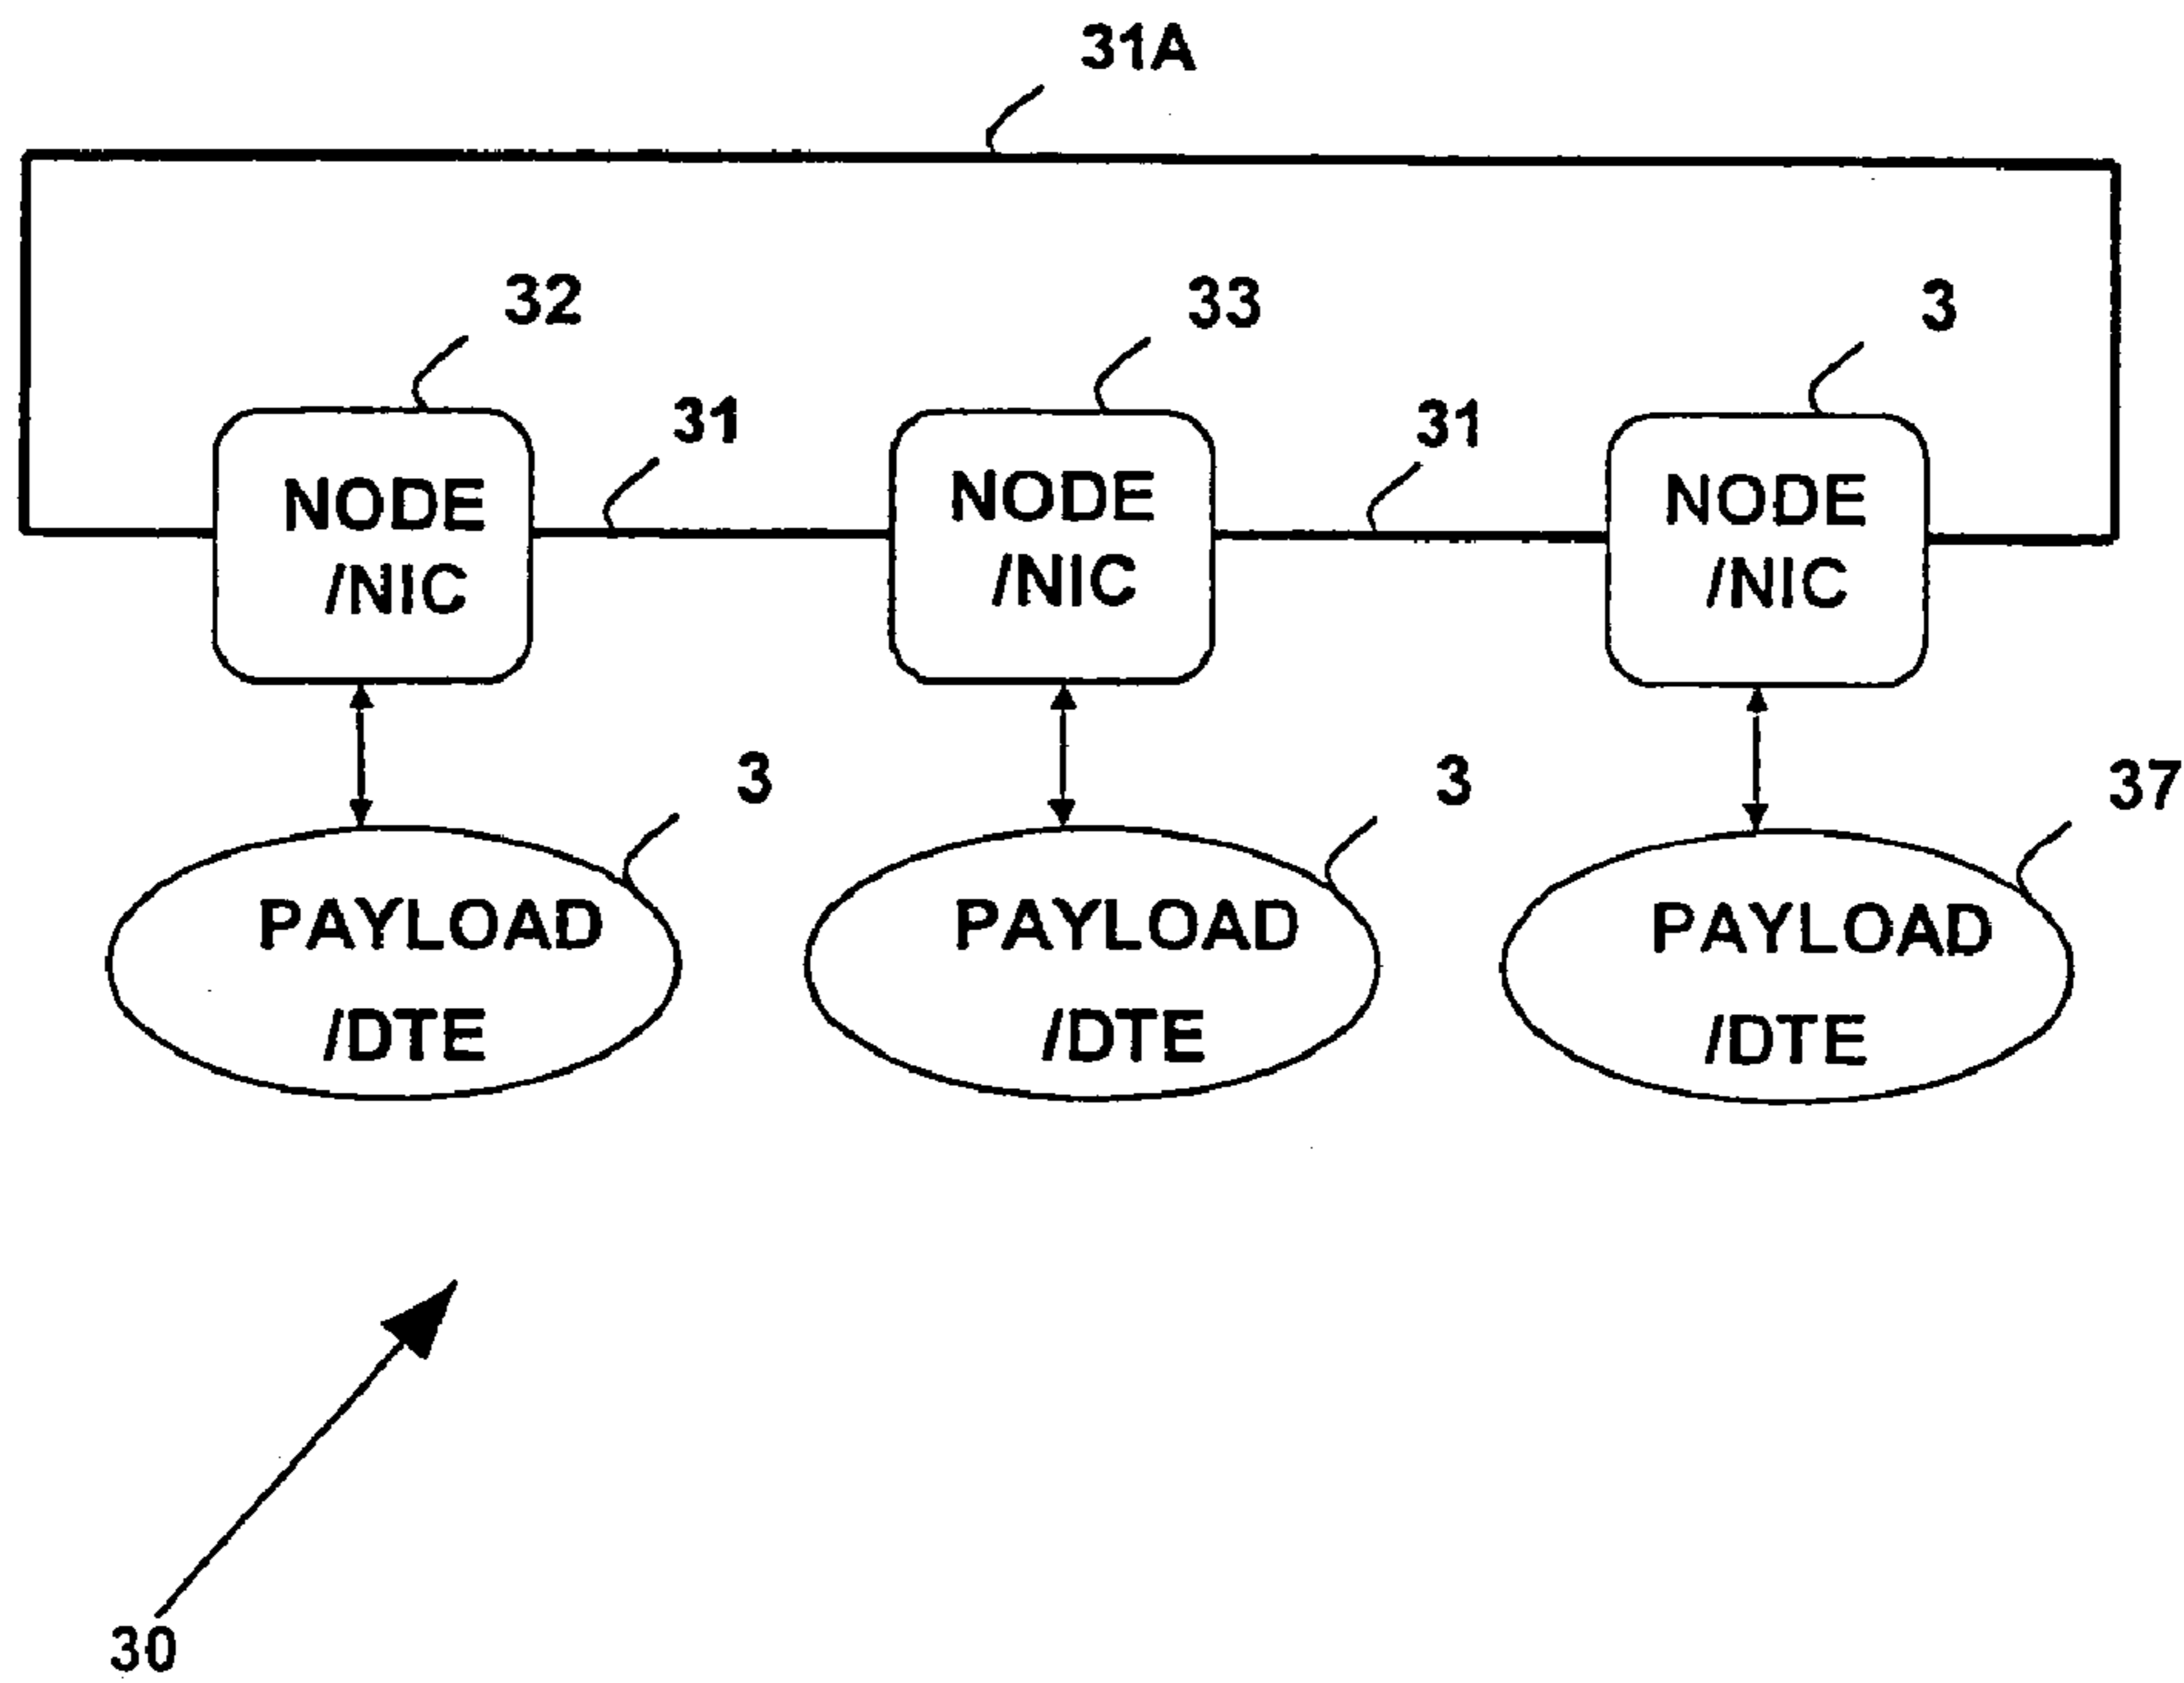 31A
32
33
3
31
31
NODE
/NIC
NODE
/NIC
NODE
/NIC
3
3
37
PAYLOAD
/DTE
PAYLOAD
/DTE
PAYLOAD
/DTE
30